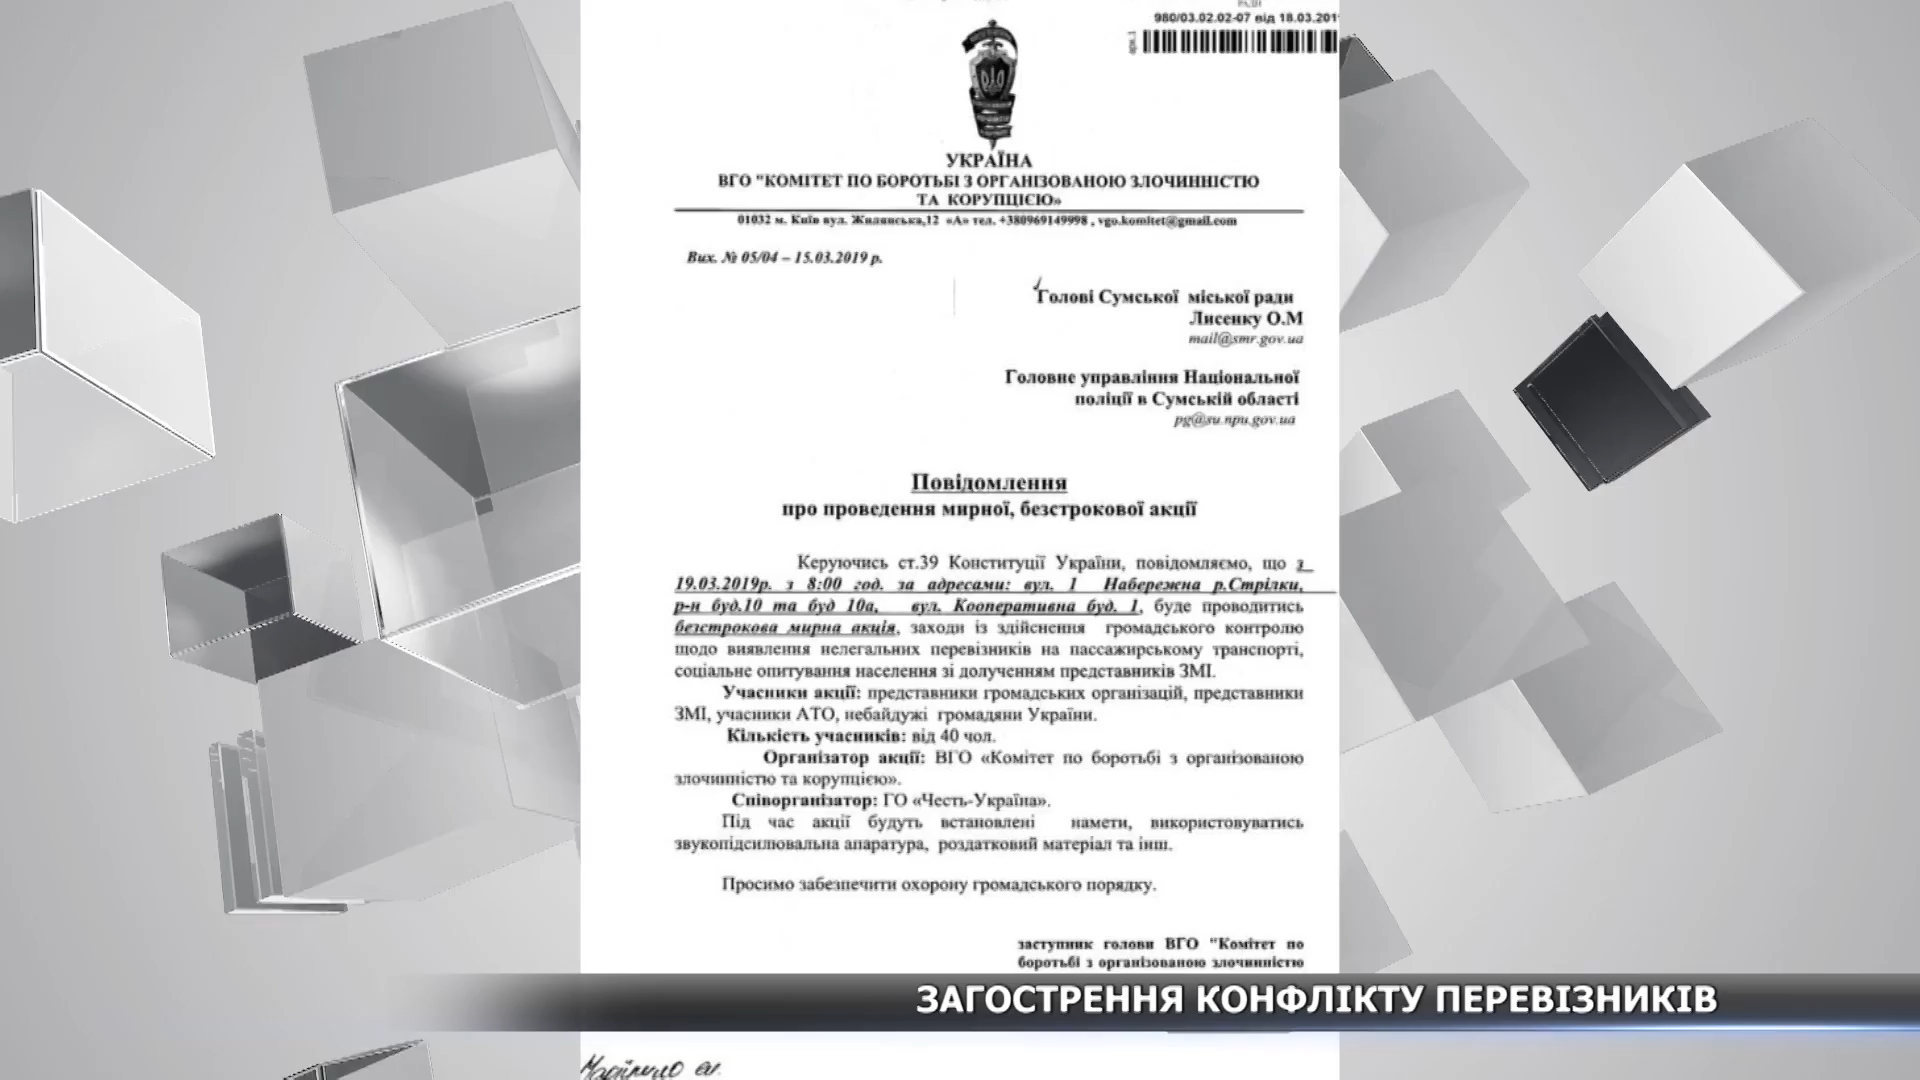 980/03.02.02-07 від 18.03.201
УКРАЇНА
ВГО "КОМІТЕТ ПО БОРОТЬБІ З ОРГАНІЗОВАНОЮ ЗЛОЧИННІСТЮ
ТА КОРУПЦІЄЮ»
01032 м. Київ вул. Жилянська,12 «А» тел. +380969149998 , vgo.komitet@gmail.com
Вих. № 05/04 – 15.03.2019 р.
Голові Сумської міської ради
Лисенку О.М
mail@smr.gov.ua
Головне управління Національної
поліції в Сумській області
pg@su.npu.gov.ua
Повідомлення
про проведення мирної, безстрокової акції
Керуючись ст.39 Конституції України, повідомляємо, що з
19.03.2019р. з 8:00 год. за адресами: вул. 1 Набережна р.Стрілки,
р-н буд.10 та буд 10а, вул. Кооперативна буд. 1, буде проводитись
безстрокова мирна акція, заходи із здійснення громадського контролю
щодо виявлення нелегальних перевізників на пассажирському транспорті,
соціальне опитування населення зі долученням представників ЗМІ.
Учасники акції: представники громадських організацій, представники
ЗМІ, учасники АТО, небайдужі громадяни України.
Кількість учасників: від 40 чол.
Організатор акції: ВГО «Комітет по боротьбі з організованою
злочинністю та корупцією».
Співорганізатор: ГО «Честь-Україна».
Під час акції будуть встановлені намети, використовуватись
звукопідсилювальна апаратура, роздатковий матеріал та інш.
Просимо забезпечити охорону громадського порядку.
заступник голови ВГО "Комітет по
боротьбі з організованою злочинністю
ЗАГОСТРЕННЯ КОНФЛІКТУ ПЕРЕВІЗНИКІВ